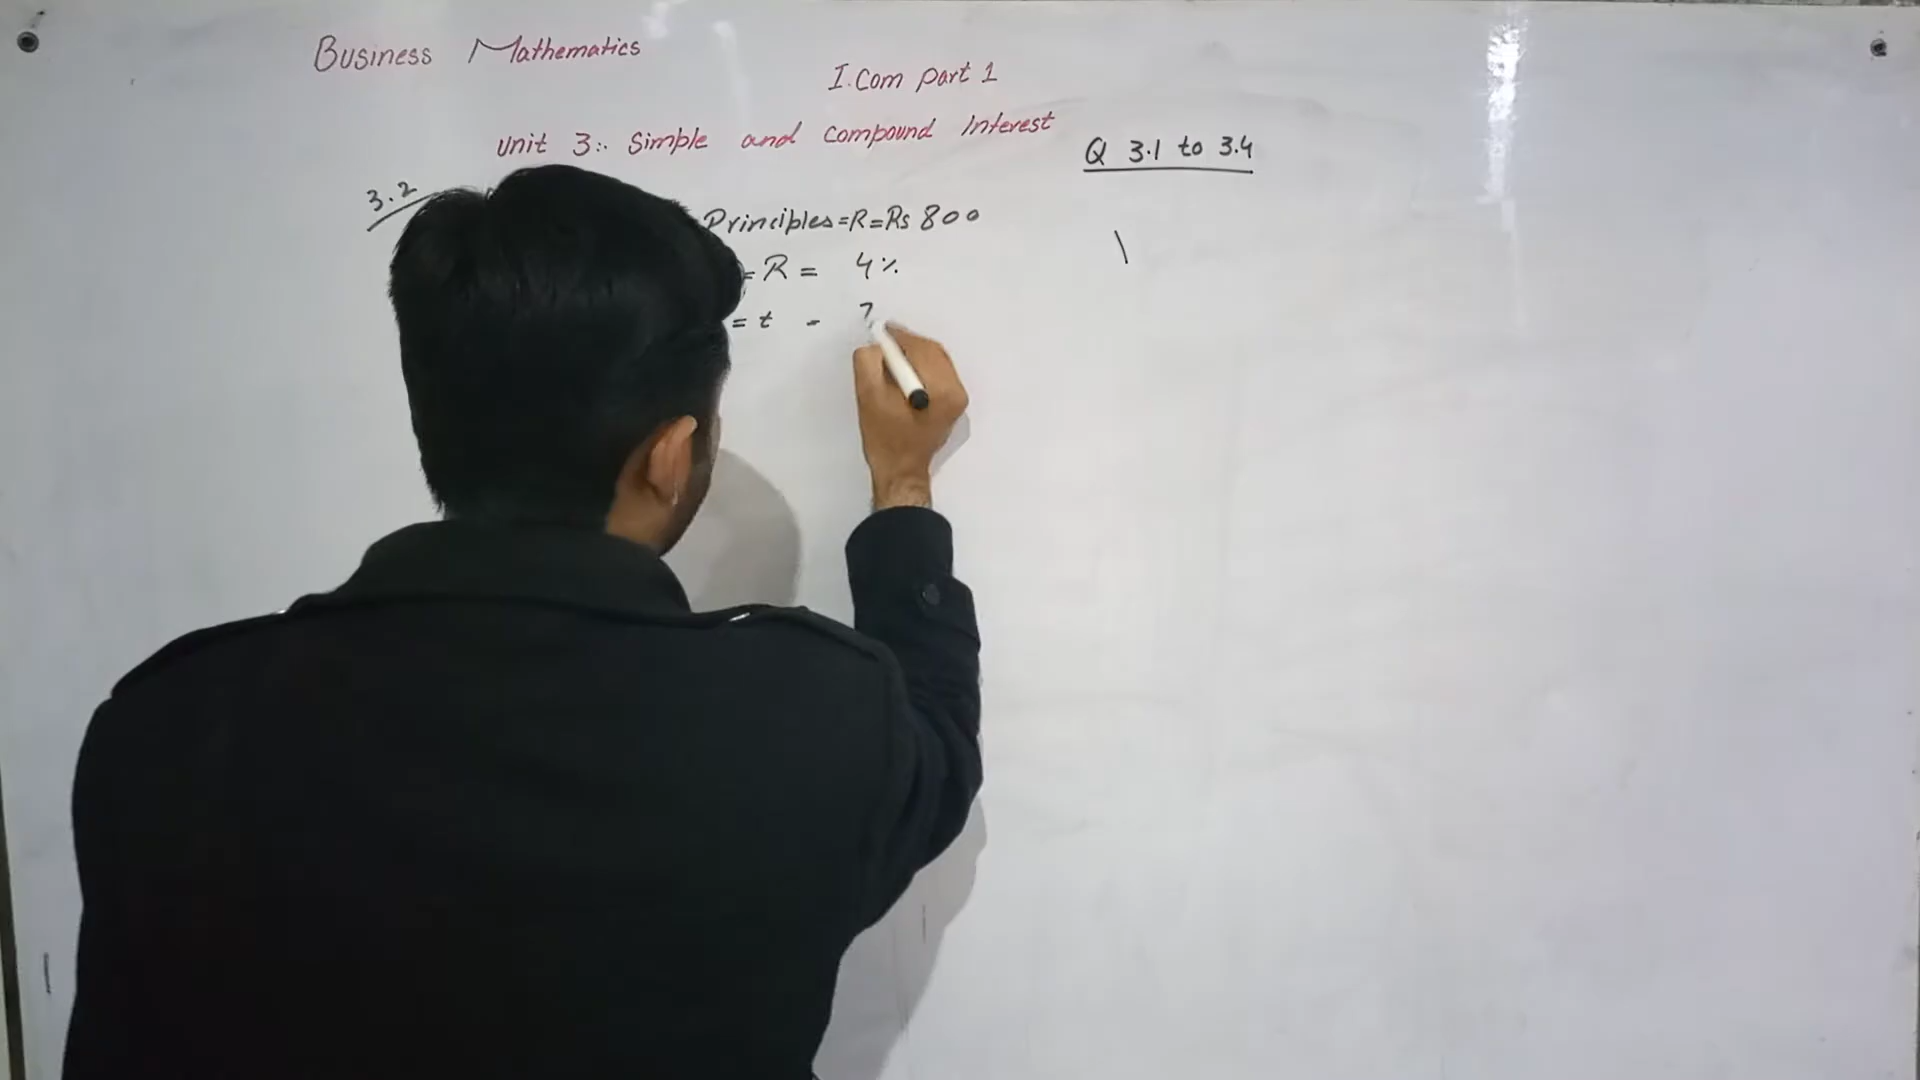 Business Mathematics
I.Com part 1
Unit 3:. Simple and Compound Interest
Q 3.1 to 3.4
3.2
Principles=R=Rs 800
=R= 4%
= t -